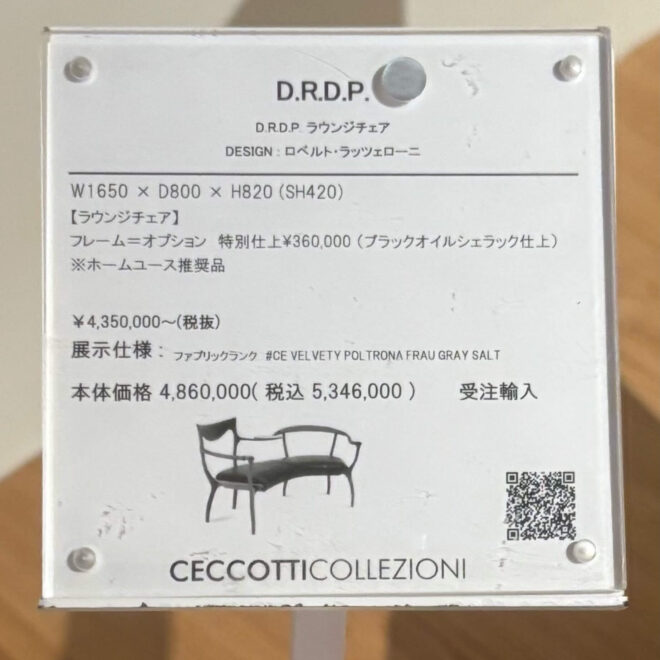 D.R.D.P.
D.R.D.P. ラウンジチェア
DESIGN : ロベルト・ラッツェローニ
W1650 × D800 × H820 (SH420)
【ラウンジチェア】
フレーム=オプション 特別仕上¥360,000 (ブラックオイルシェラック仕上)
※ホームユース推奨品
¥4,350,000~(税抜)
展示仕様 : ファブリックランク #CE VELVETY POLTRONA FRAU GRAY SALT
本体価格 4,860,000( 税込 5,346,000 ) 受注輸入
CECCOTTICOLLEZIONI